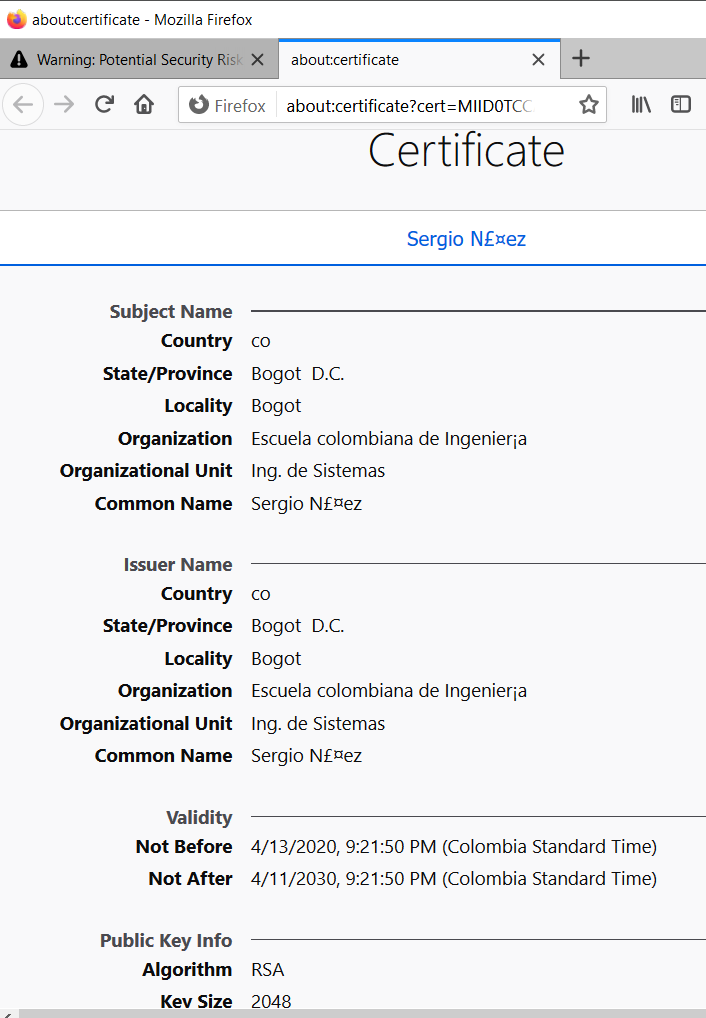 about:certificate - Mozilla Firefox
Warning: Potential Security Risk
about:certificate
Firefox about:certificate?cert=MIID0TCC
Certificate
Sergio N£¤ez
Subject Name
Country co
State/Province Bogot  D.C.
Locality Bogot
Organization Escuela colombiana de Ingenier¡a
Organizational Unit Ing. de Sistemas
Common Name Sergio N£¤ez
Issuer Name
Country co
State/Province Bogot  D.C.
Locality Bogot
Organization Escuela colombiana de Ingenier¡a
Organizational Unit Ing. de Sistemas
Common Name Sergio N£¤ez
Validity
Not Before 4/13/2020, 9:21:50 PM (Colombia Standard Time)
Not After 4/11/2030, 9:21:50 PM (Colombia Standard Time)
Public Key Info
Algorithm RSA
Key Size 2048